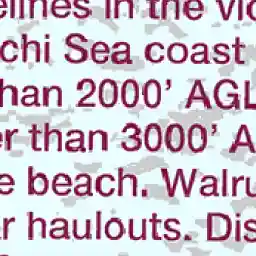 elines in the vic
chi Sea coast
han 2000' AGL
er than 3000' A
e beach. Walru
r haulouts. Dis